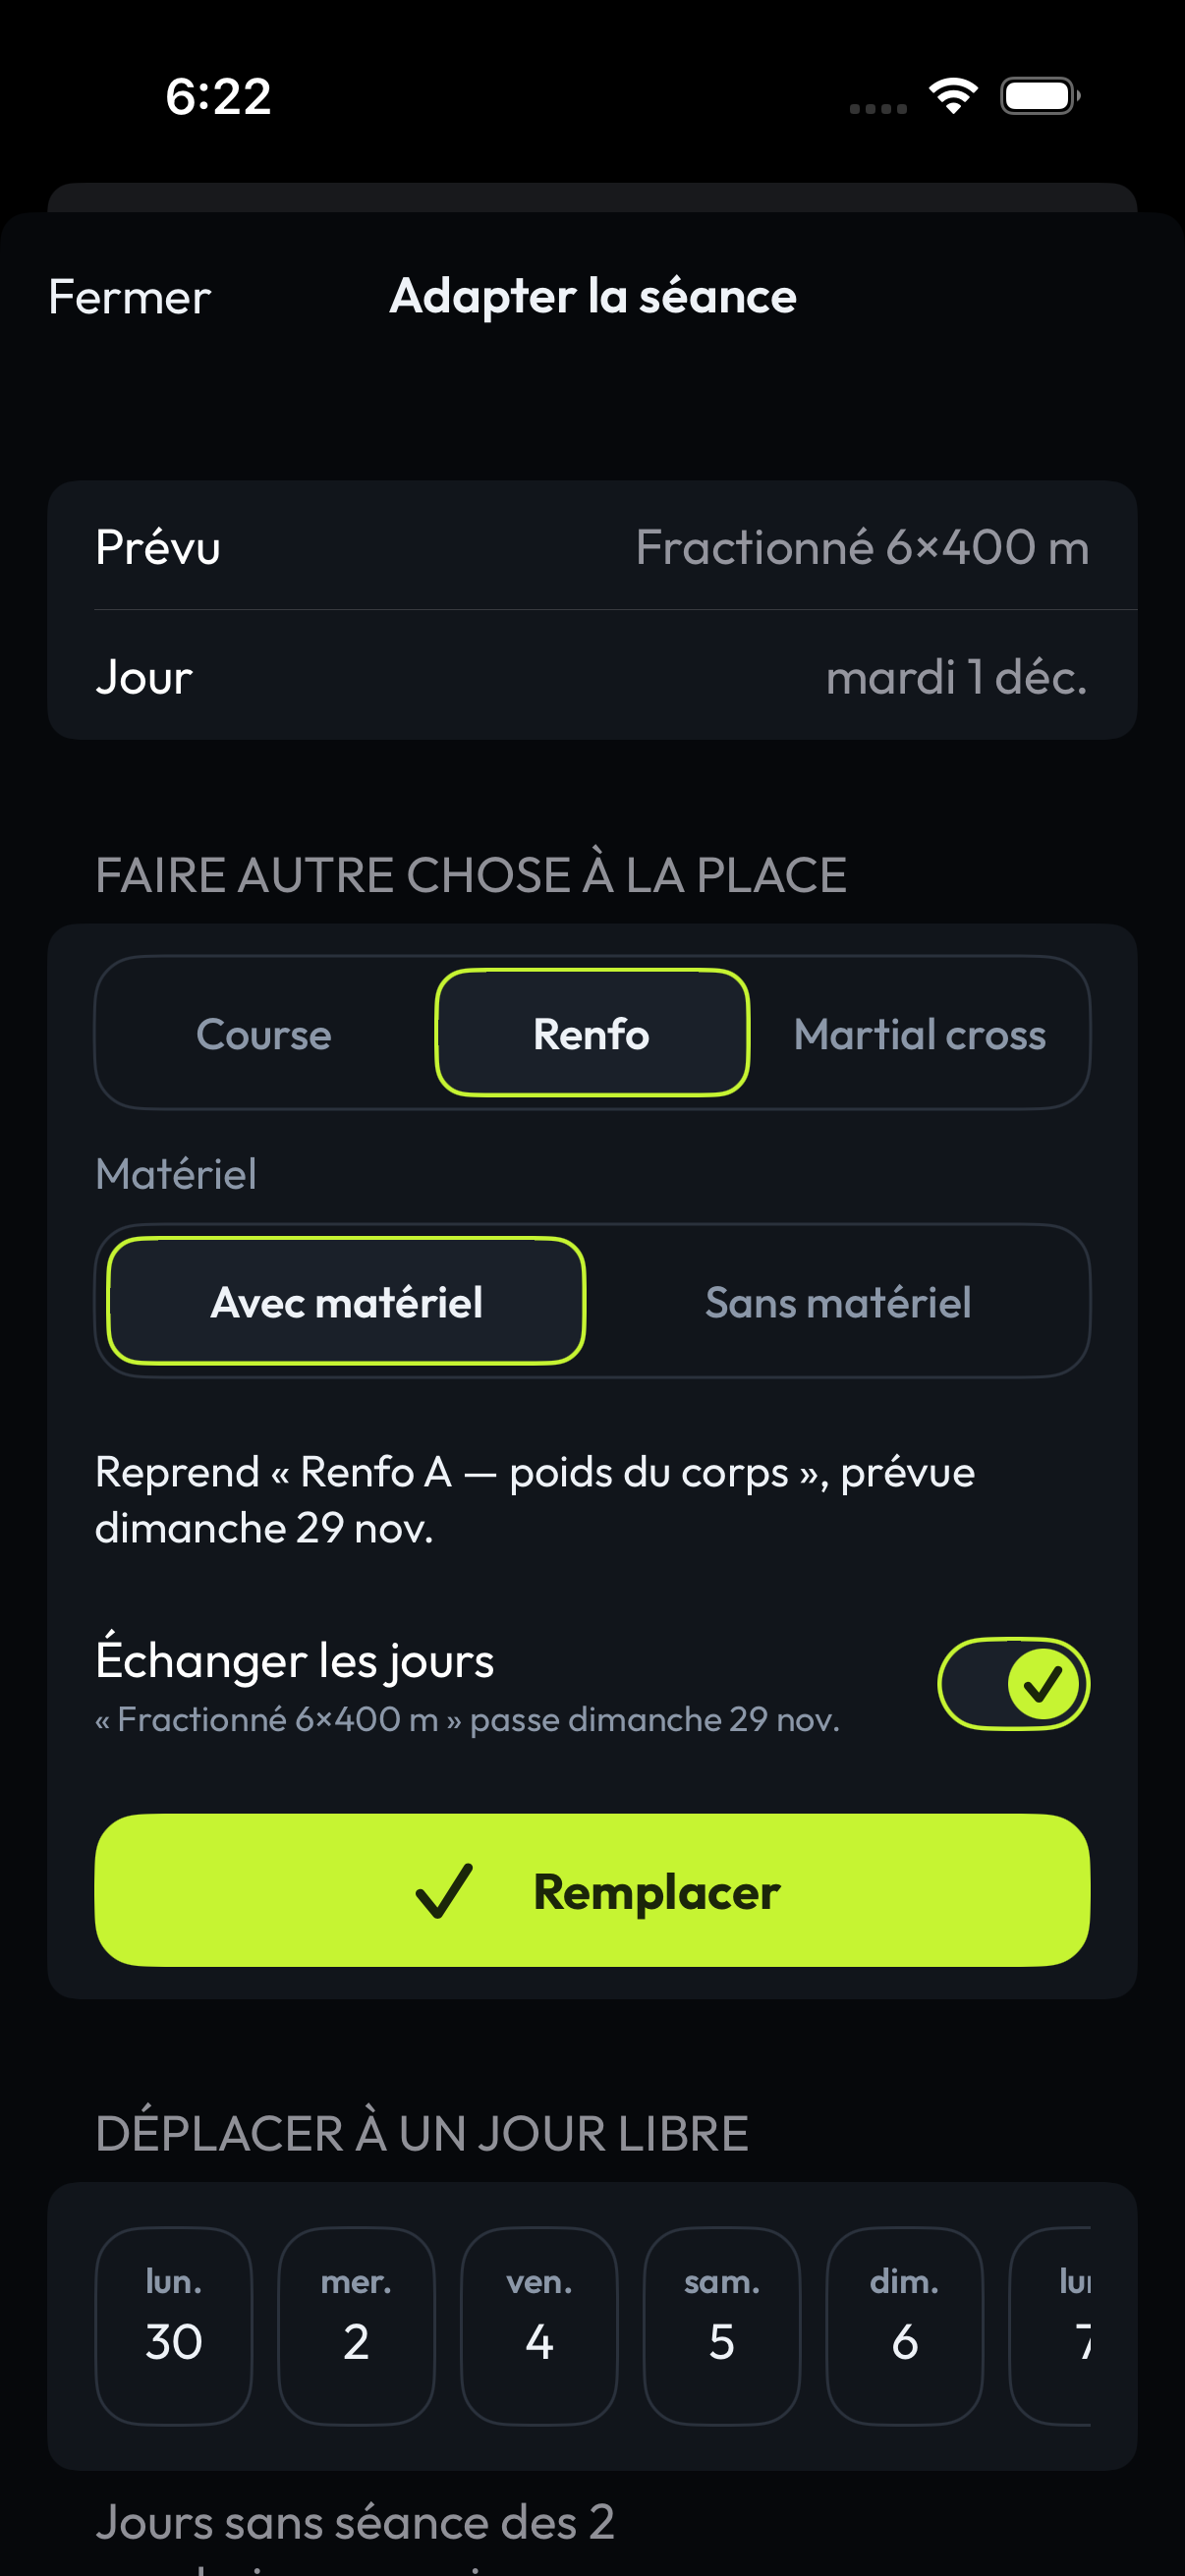 6:22
Fermer
Adapter la séance
Prévu
Fractionné 6×400 m
Jour
mardi 1 déc.
FAIRE AUTRE CHOSE À LA PLACE
Course
Renfo
Martial cross
Matériel
Avec matériel
Sans matériel
Reprend « Renfo A — poids du corps », prévue
dimanche 29 nov.
Échanger les jours
« Fractionné 6×400 m » passe dimanche 29 nov.
Remplacer
DÉPLACER À UN JOUR LIBRE
lun.
mer.
ven.
sam.
dim.
30
2
4
5
6
Jours sans séance des 2